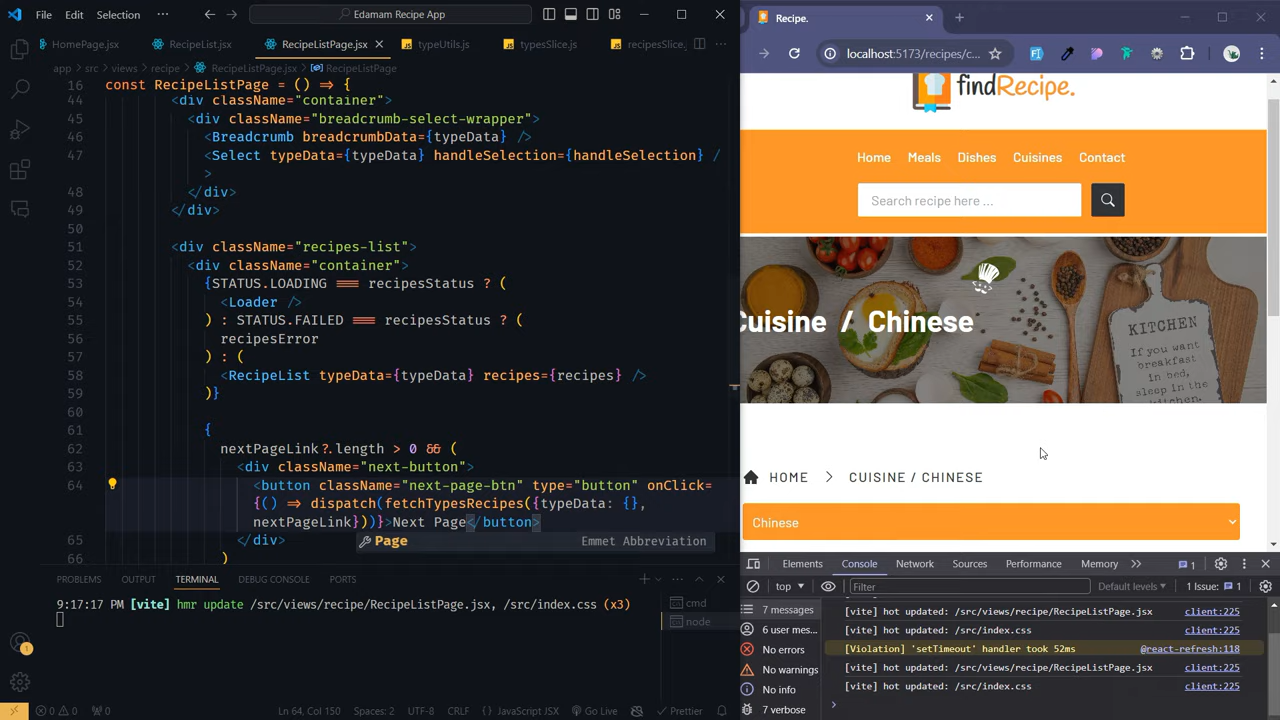 File Edit Selection
Edamam Recipe App
HomePage.jsx RecipeList.js RecipeListPage.jsx typeUtils.js typesSlice.js recipesSlice.
app > src > views > recipe > RecipeListPage.jsx > RecipeListPage
16 const RecipeListPage = () => {
44 <div className="container">
45 <div className="breadcrumb-select-wrapper">
46 <Breadcrumb breadcrumbData={typeData} />
47 <Select typeData={typeData} handleSelection={handleSelection} /
>
48 </div>
49 </div>
50
51 <div className="recipes-list">
52 <div className="container">
53 {STATUS.LOADING === recipesStatus ? (
54 <Loader />
55 ) : STATUS.FAILED === recipesStatus ? (
56 recipesError
57 ) : (
58 <RecipeList typeData={typeData} recipes={recipes} />
59 )}
60
61 {
62 nextPageLink?.length > 0 && (
63 <div className="next-button">
64 <button className="next-page-btn" type="button" onClick=
{() => dispatch(fetchTypesRecipes({typeData: {},
nextPageLink}))}>Next Page</button>
65 </div>
Page Emmet Abbreviation
66 )
PROBLEMS OUTPUT TERMINAL DEBUG CONSOLE PORTS
9:17:17 PM [vite] hmr update /src/views/recipe/RecipeListPage.jsx, /src/index.css (x3)
cmd
node
1
0 0 0 Ln 64, Col 150 Spaces: 2 UTF-8 CRLF {} JavaScript JSX Go Live Prettier
Recipe.
localhost:5173/recipes/c...
findRecipe.
Home Meals Dishes Cuisines Contact
Search recipe here ...
Cuisine / Chinese
KITCHEN
If you want
breakfast
in bed,
sleep in the
kitchen.
HOME > CUISINE / CHINESE
Chinese
Elements Console Network Sources Performance Memory 1
top Filter Default levels 1 Issue: 1
7 messages
6 user mes...
No errors
No warnings
No info
7 verbose
[vite] hot updated: /src/views/recipe/RecipeListPage.jsx client:225
[vite] hot updated: /src/index.css client:225
[Violation] 'setTimeout' handler took 52ms @react-refresh:118
[vite] hot updated: /src/views/recipe/RecipeListPage.jsx client:225
[vite] hot updated: /src/index.css client:225